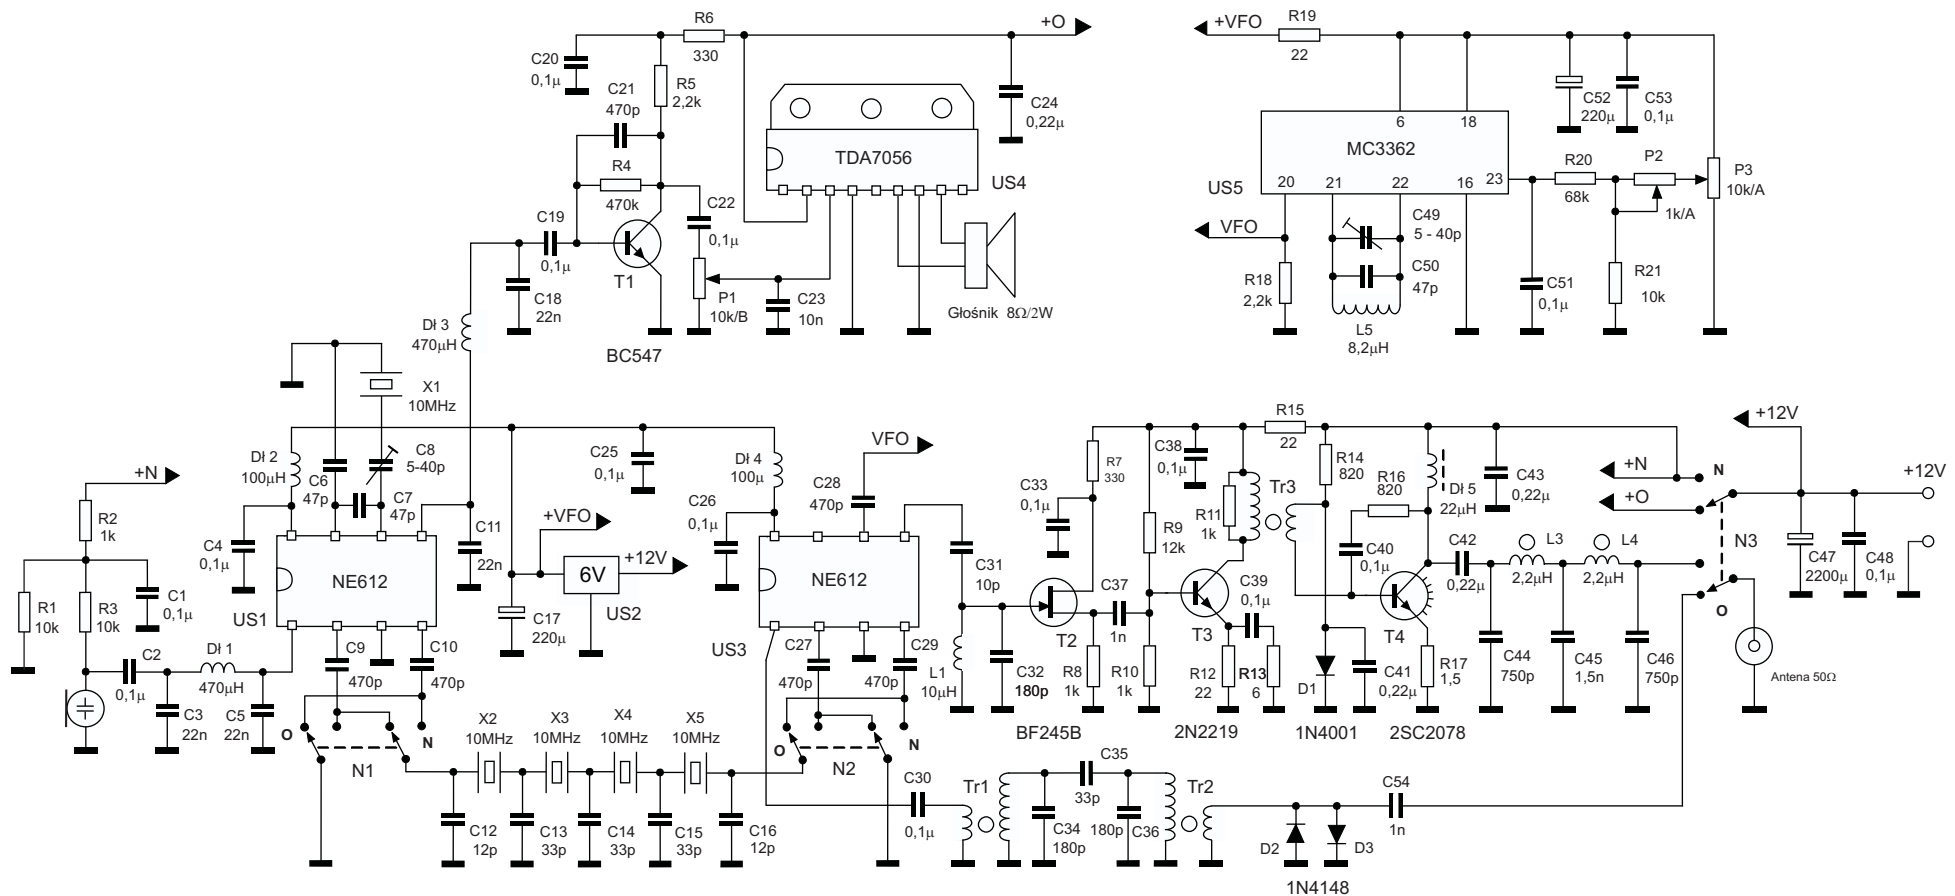 R6
330
+O
C20
0,1µ
C21
470p
R5
2,2k
C24
0,22µ
TDA7056
US4
R4
470k
C22
0,1µ
C19
0,1µ
T1
C18
22n
P1
10k/B
C23
10n
Głośnik 8Ω/2W
BC547
Dł 3
470µH
+VFO
R19
22
C52
220µ
C53
0,1µ
6
18
MC3362
US5
20
21
22
16
23
R20
68k
P2
1k/A
P3
10k/A
VFO
C49
5 - 40p
C50
47p
R18
2,2k
L5
8,2µH
C51
0,1µ
R21
10k
X1
10MHz
Dł 2
100µH
C6
47p
C8
5-40p
C7
47p
+N
R2
1k
C4
0,1µ
C11
22n
NE612
US1
R1
10k
R3
10k
C1
0,1µ
C2
0,1µ
Dł 1
470µH
C3
22n
C5
22n
C9
470p
C10
470p
O
N
N1
C25
0,1µ
+VFO
6V
+12V
US2
C17
220µ
Dł 4
100µ
C26
0,1µ
VFO
C28
470p
NE612
US3
C27
470p
C29
470p
O
N
N2
X2
10MHz
X3
10MHz
X4
10MHz
X5
10MHz
C12
12p
C13
33p
C14
33p
C15
33p
C16
12p
C31
10p
L1
10µH
C32
180p
C33
0,1µ
R7
330
T2
BF245B
C37
1n
R8
1k
R10
1k
R9
12k
C38
0,1µ
R11
1k
Tr3
R15
22
T3
2N2219
C39
0,1µ
R12
22
R13
6
R14
820
R16
820
C40
0,1µ
D1
1N4001
C41
0,22µ
T4
2SC2078
R17
1,5
Dł 5
22µH
C43
0,22µ
C42
0,22µ
L3
2,2µH
L4
2,2µH
C44
750p
C45
1,5n
C46
750p
+12V
+N
+O
N
N3
O
+12V
C47
2200µ
C48
0,1µ
Antena 50Ω
C30
0,1µ
Tr1
C34
180p
C35
33p
180p
C36
Tr2
D2
D3
1N4148
C54
1n